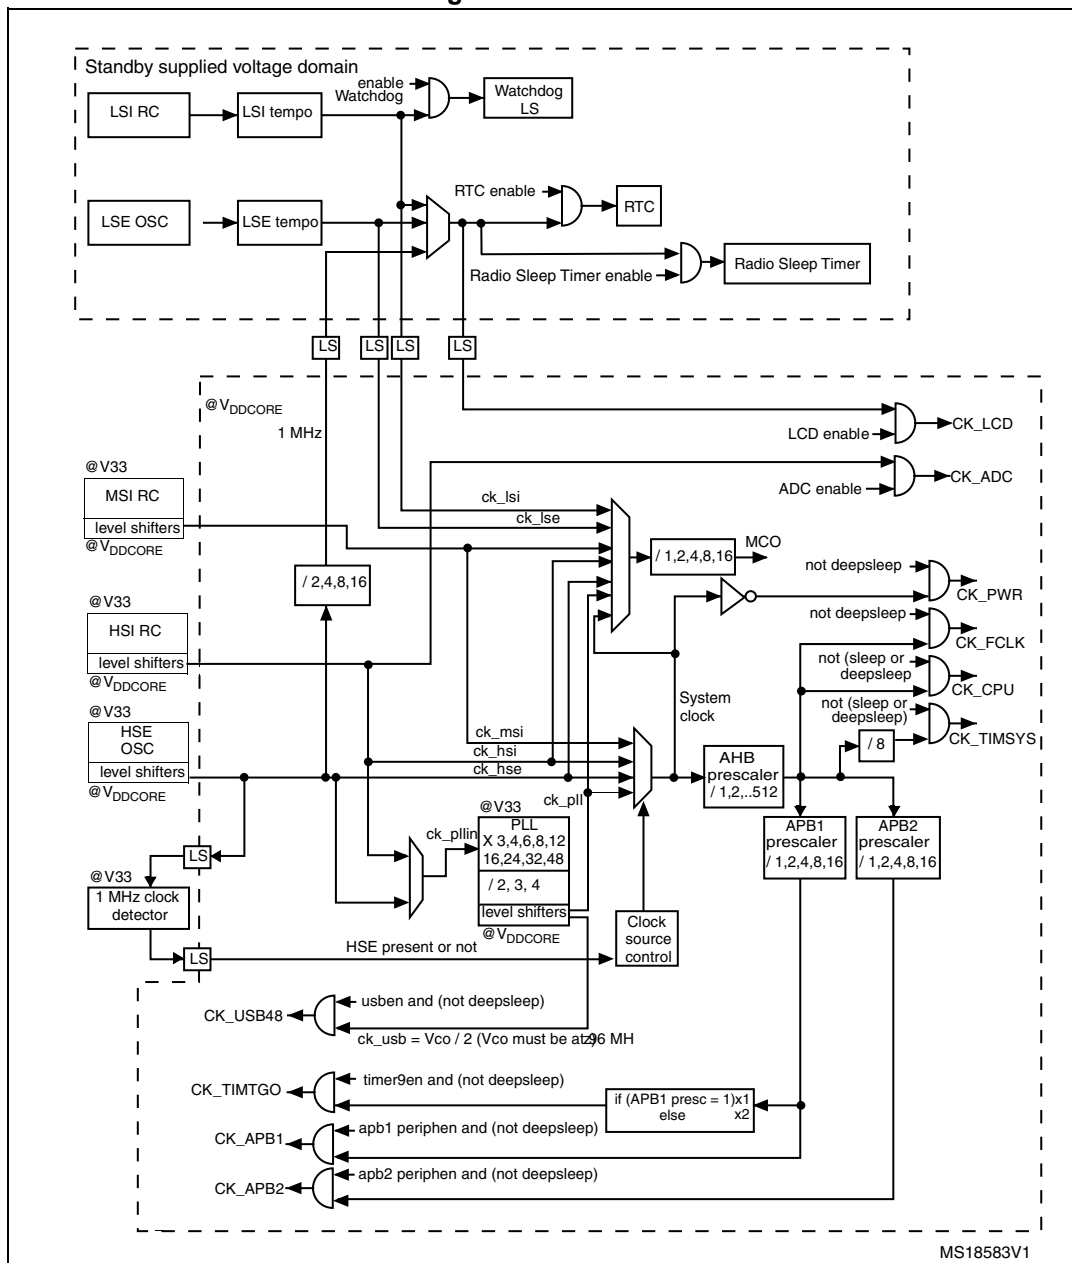 Standby supplied voltage domain
enable
Watchdog
Watchdog
LS
LSI RC
LSI tempo
RTC enable
RTC
LSE OSC
LSE tempo
Radio Sleep Timer enable
Radio Sleep Timer
LS
LS
LS
LS
@VDDCORE
1 MHz
LCD enable
CK_LCD
@V33
MSI RC
level shifters
@VDDCORE
ADC enable
CK_ADC
ck_lsi
ck_lse
MCO
/ 1,2,4,8,16
/ 2,4,8,16
not deepsleep
CK_PWR
@V33
HSI RC
level shifters
@VDDCORE
not deepsleep
CK_FCLK
not (sleep or
deepsleep
CK_CPU
System
clock
not (sleep or
deepsleep)
CK_TIMSYS
/ 8
@V33
HSE
OSC
level shifters
@VDDCORE
ck_msi
ck_hsi
ck_hse
ck_pll
AHB
prescaler
/ 1,2,..512
@V33
ck_pllin
PLL
X 3,4,6,8,12
16,24,32,48
/ 2, 3, 4
level shifters
@VDDCORE
APB1
prescaler
/ 1,2,4,8,16
APB2
prescaler
/ 1,2,4,8,16
LS
@V33
1 MHz clock
detector
LS
HSE present or not
Clock
source
control
usben and (not deepsleep)
CK_USB48
ck_usb = Vco / 2 (Vco must be at 96 MHz)
timer9en and (not deepsleep)
CK_TIMTGO
if (APB1 presc = 1)x1
else x2
apb1 periphen and (not deepsleep)
CK_APB1
apb2 periphen and (not deepsleep)
CK_APB2
MS18583V1